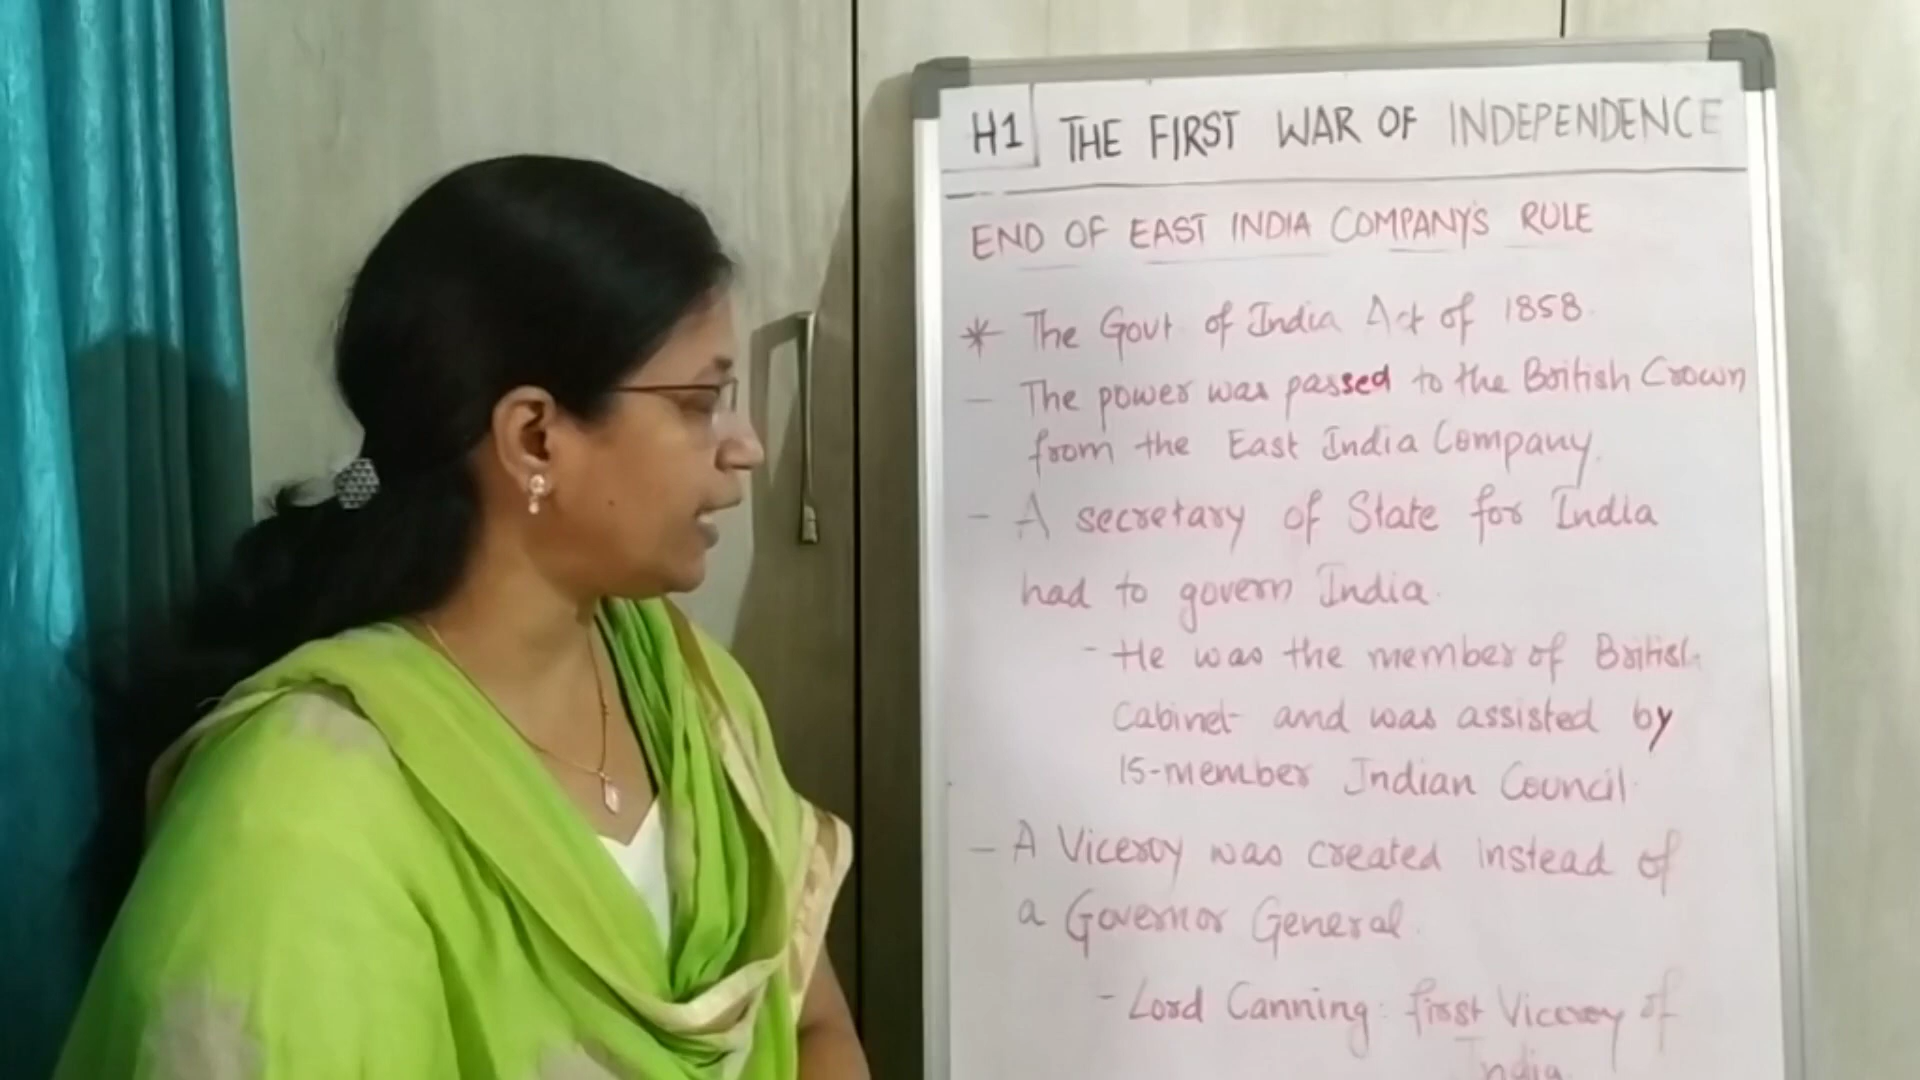 H1 THE FIRST WAR OF INDEPENDENCE
END OF EAST INDIA COMPANY'S RULE
* The Govt of India Act of 1858.
- The power was passed to the British Crown
from the East India Company.
- A secretary of State for India
had to govern India.
- He was the member of British
Cabinet and was assisted by
15-member Indian Council.
- A Viceroy was created instead of
a Governor General.
- Lord Canning: first Viceroy of
India